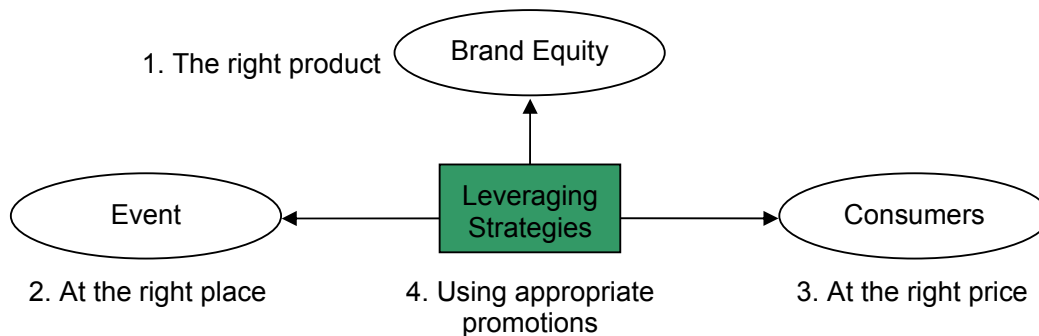 Brand Equity
1. The right product
Leveraging
Strategies
Event
Consumers
2. At the right place
4. Using appropriate
promotions
3. At the right price